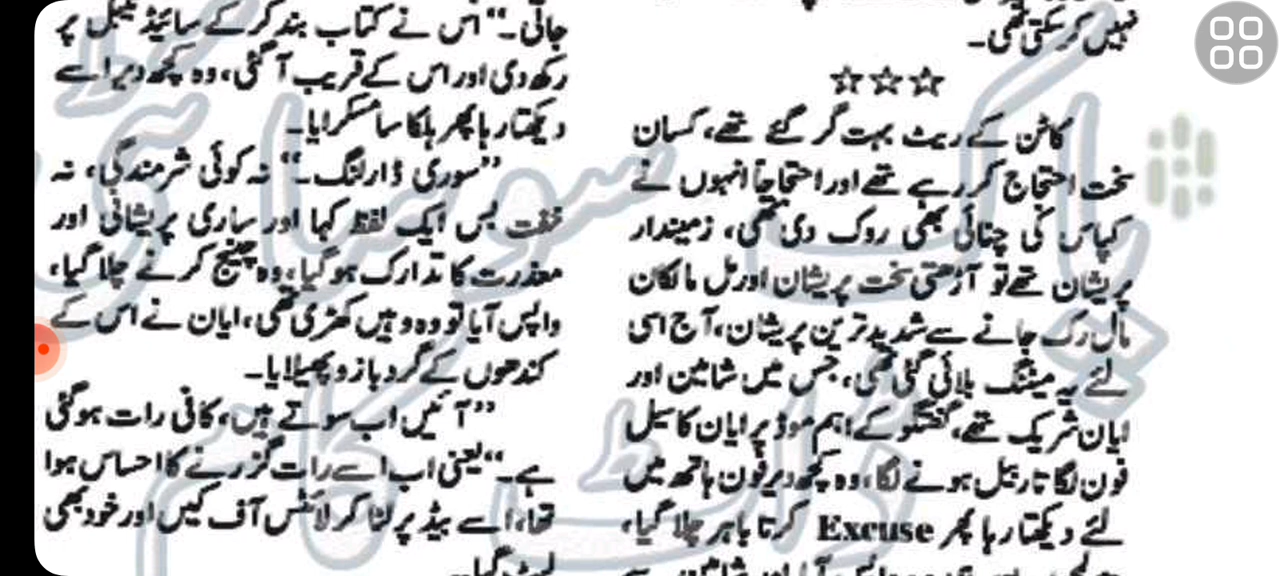 نہیں کر سکتی تھی۔
☆☆☆
کاٹن کے ریٹ بہت گر گئے تھے، کسان
سخت احتجاج کر رہے تھے اور احتجاجاً انہوں نے
کپاس کی چنائی بھی روک دی تھی، زمیندار
پریشان تھے تو آڑھتی سخت پریشان اور مل مالکان
مال رک جانے سے شدید ترین پریشان، آج اسی
لئے یہ میٹنگ بلائی گئی تھی، جس میں شامین اور
ایان شریک تھے، گفتگو کے اہم موڑ پر ایان کا سیل
فون لگا تار بیل ہونے لگا، وہ کچھ دیر فون ہاتھ میں
لئے دیکھتا رہا پھر Excuse کرتا باہر چلا گیا،
جاتی۔“ اس نے کتاب بند کر کے سائیڈ ٹیبل پر
رکھ دی اور اس کے قریب آ گئی، وہ کچھ دیر اسے
دیکھتا رہا پھر ہلکا سا مسکرایا۔
”سوری ڈارلنگ۔“ نہ کوئی شرمندگی، نہ
خفت بس ایک لفظ کہا اور ساری پریشانی اور
معذرت کا تدارک ہو گیا، وہ چینج کرنے چلا گیا،
واپس آیا تو وہ وہیں کھڑی تھی، ایان نے اس کے
کندھوں کے گرد بازو پھیلایا۔
”آئیں اب سوتے ہیں، کافی رات ہو گئی
ہے۔“ یعنی اب اسے رات گزرنے کا احساس ہوا
تھا، اسے بیڈ پر لٹا کر لائٹس آف کیں اور خود بھی
لیٹ گیا۔